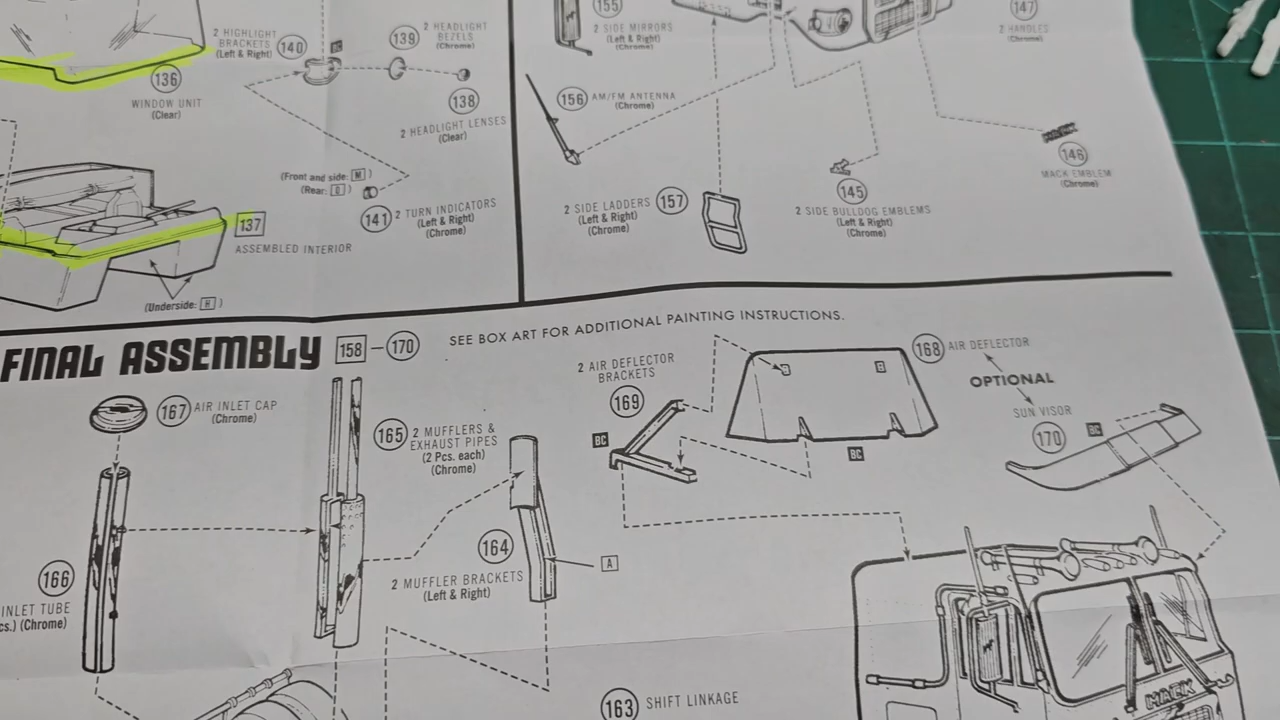 2 HIGHLIGHT
BRACKETS
(Left & Right)
140
BC
139
2 HEADLIGHT
BEZELS
(Chrome)
136
WINDOW UNIT
(Clear)
138
2 HEADLIGHT LENSES
(Clear)
(Front and side: M )
(Rear: O )
141
2 TURN INDICATORS
(Left & Right)
(Chrome)
137
ASSEMBLED INTERIOR
(Underside: H )
155
2 SIDE MIRRORS
(Left & Right)
(Chrome)
147
2 HANDLES
(Chrome)
156
AM/FM ANTENNA
(Chrome)
146
MACK EMBLEM
(Chrome)
145
2 SIDE BULLDOG EMBLEMS
(Left & Right)
(Chrome)
2 SIDE LADDERS
(Left & Right)
(Chrome)
157
FINAL ASSEMBLY
158 – 170
SEE BOX ART FOR ADDITIONAL PAINTING INSTRUCTIONS.
167
AIR INLET CAP
(Chrome)
165
2 MUFFLERS &
EXHAUST PIPES
(2 Pcs. each)
(Chrome)
2 AIR DEFLECTOR
BRACKETS
169
BC
BC
168
AIR DEFLECTOR
OPTIONAL
SUN VISOR
170
BC
166
INLET TUBE
cs.) (Chrome)
164
2 MUFFLER BRACKETS
(Left & Right)
A
163
SHIFT LINKAGE
MACK